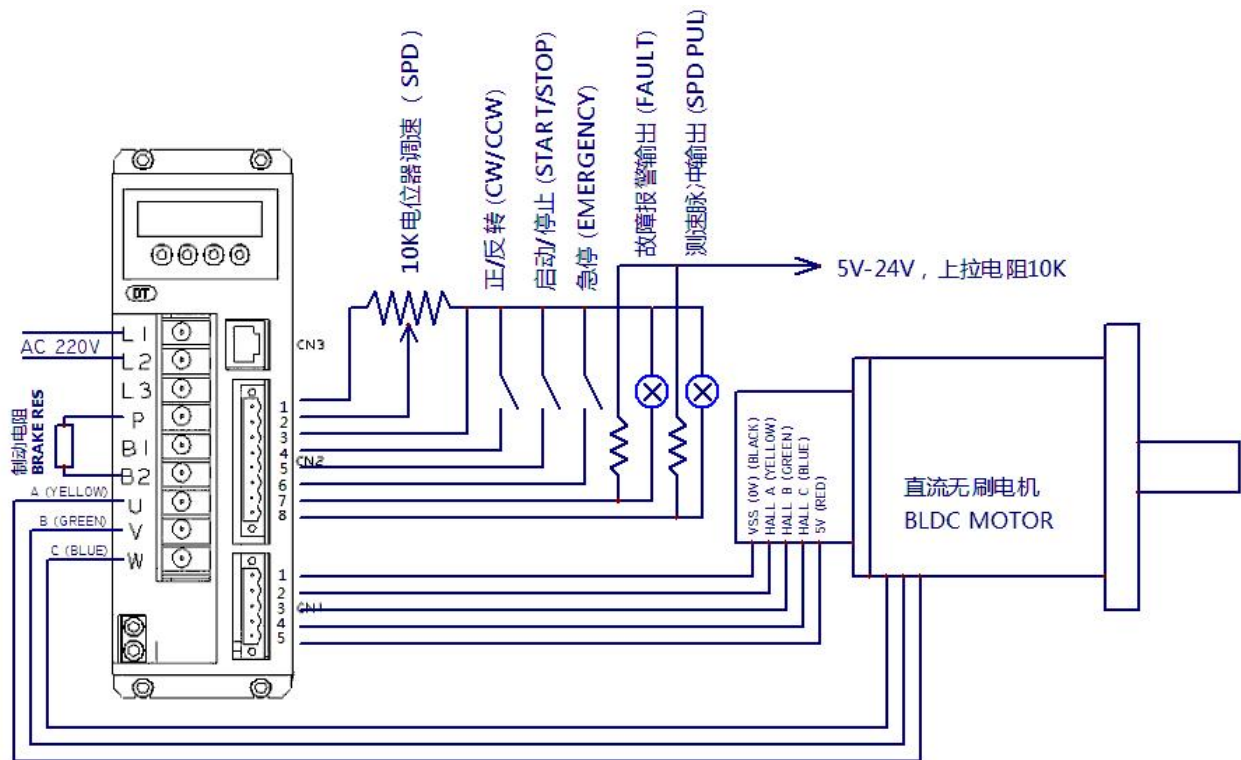 10K电位器调速 ( SPD )
正/反转 (CW/CCW)
启动/停止 (START/STOP)
急停 (EMERGENCY)
故障报警输出 (FAULT)
测速脉冲输出 (SPD PUL)
5V-24V，上拉电阻10K
DT
L1
AC 220V
L2
L3
P
制动电阻
BRAKE RES
B1
B2
A (YELLOW)
U
B (GREEN)
V
C (BLUE)
W
CN3
1
2
3
4
CN2
5
6
7
8
1
2
3
CN1
4
5
VSS (0V) (BLACK)
HALL A (YELLOW)
HALL B (GREEN)
HALL C (BLUE)
5V (RED)
直流无刷电机
BLDC MOTOR